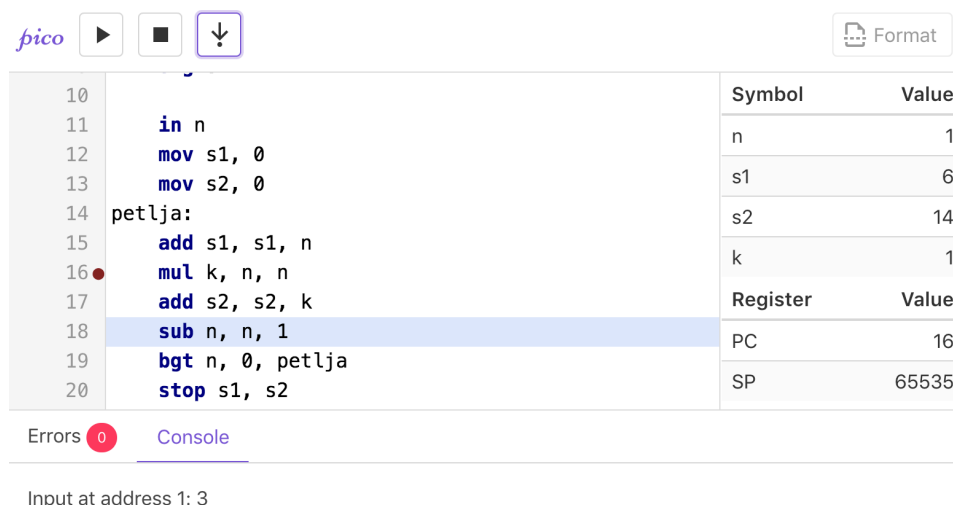 pico
Format
10
11 in n
12 mov s1, 0
13 mov s2, 0
14 petlja:
15 add s1, s1, n
16 mul k, n, n
17 add s2, s2, k
18 sub n, n, 1
19 bgt n, 0, petlja
20 stop s1, s2
Symbol Value
n 1
s1 6
s2 14
k 1
Register Value
PC 16
SP 65535
Errors 0 Console
Input at address 1: 3